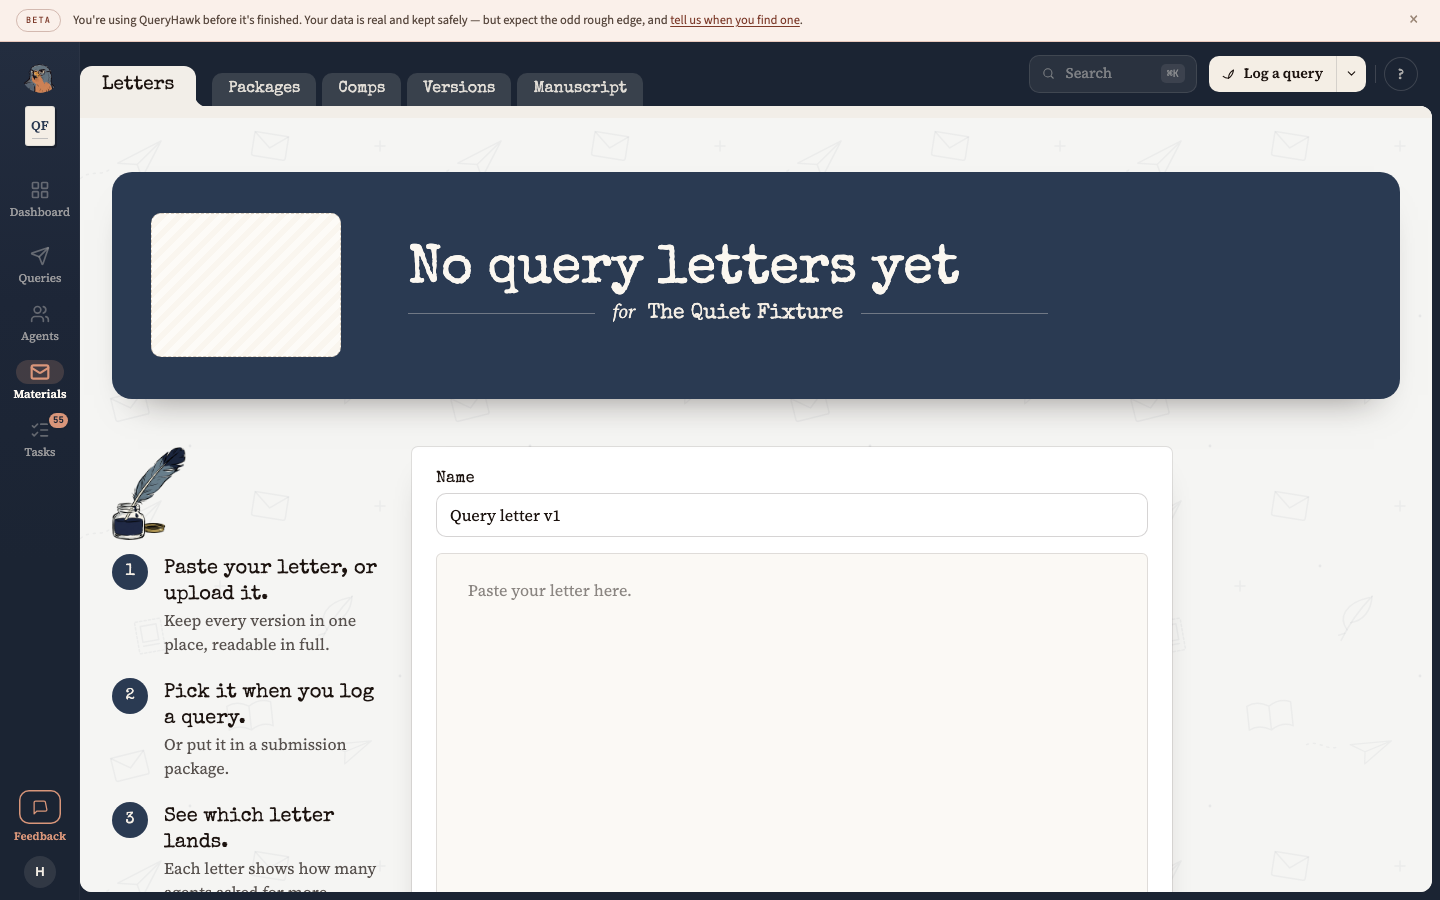 BETA
You're using QueryHawk before it's finished. Your data is real and kept safely — but expect the odd rough edge, and tell us when you find one.
×
Letters
Packages
Comps
Versions
Manuscript
Search
⌘K
Log a query
?
QF
Dashboard
Queries
Agents
Materials
55
Tasks
Feedback
H
No query letters yet
for The Quiet Fixture
1
Paste your letter, or
upload it.
Keep every version in one
place, readable in full.
2
Pick it when you log
a query.
Or put it in a submission
package.
3
See which letter
lands.
Each letter shows how many
agents asked for more
Name
Query letter v1
Paste your letter here.